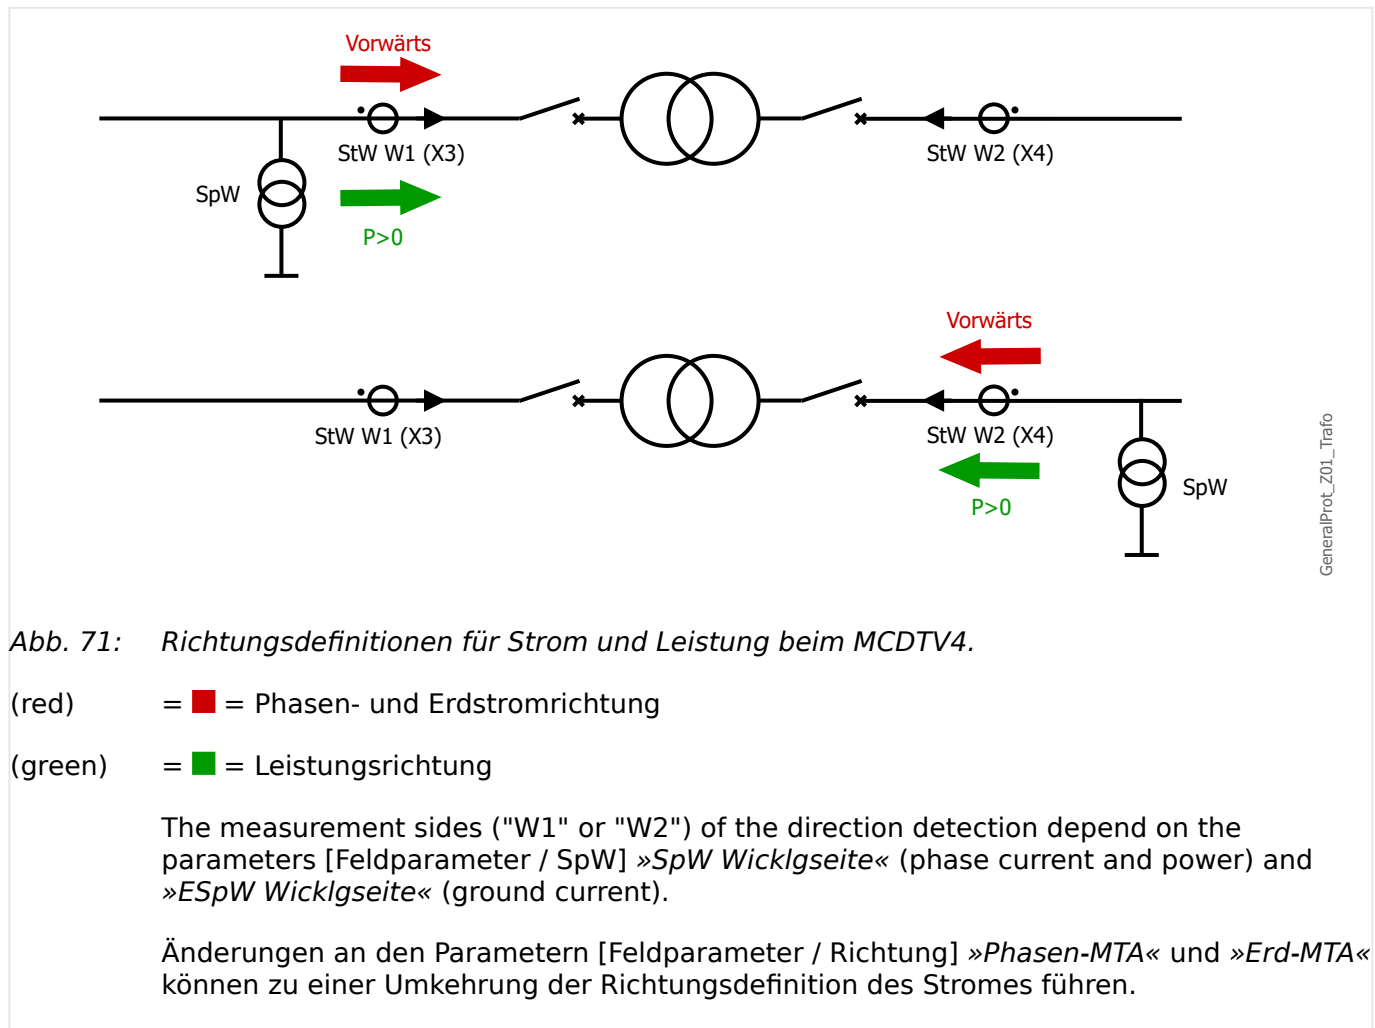 Vorwärts
StW W1 (X3)
StW W2 (X4)
SpW
P>0
Vorwärts
StW W1 (X3)
StW W2 (X4)
SpW
P>0
GeneralProt_Z01_Trafo
Abb. 71: Richtungsdefinitionen für Strom und Leistung beim MCDTV4.
(red) = ■ = Phasen- und Erdstromrichtung
(green) = ■ = Leistungsrichtung
The measurement sides ("W1" or "W2") of the direction detection depend on the
parameters [Feldparameter / SpW] »SpW Wicklgseite« (phase current and power) and
»ESpW Wicklgseite« (ground current).
Änderungen an den Parametern [Feldparameter / Richtung] »Phasen-MTA« und »Erd-MTA«
können zu einer Umkehrung der Richtungsdefinition des Stromes führen.